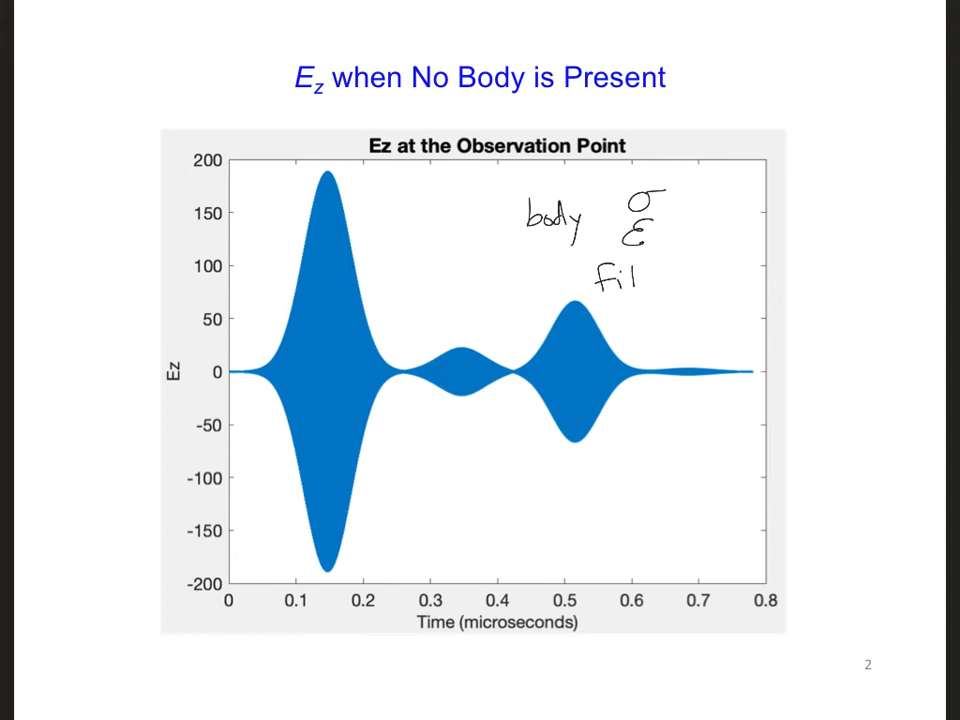 Ez when No Body is Present
Ez at the Observation Point
200
150
100
50
0
-50
-100
-150
-200
Ez
body σ
ε
fil
0 0.1 0.2 0.3 0.4 0.5 0.6 0.7 0.8
Time (microseconds)
2